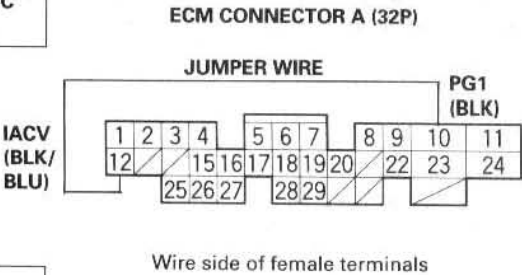 C
ECM CONNECTOR A (32P)
JUMPER WIRE
PG1
(BLK)
IACV
(BLK/
BLU)
1 2 3 4 5 6 7 8 9 10 11
12 15 16 17 18 19 20 22 23 24
25 26 27 28 29
Wire side of female terminals